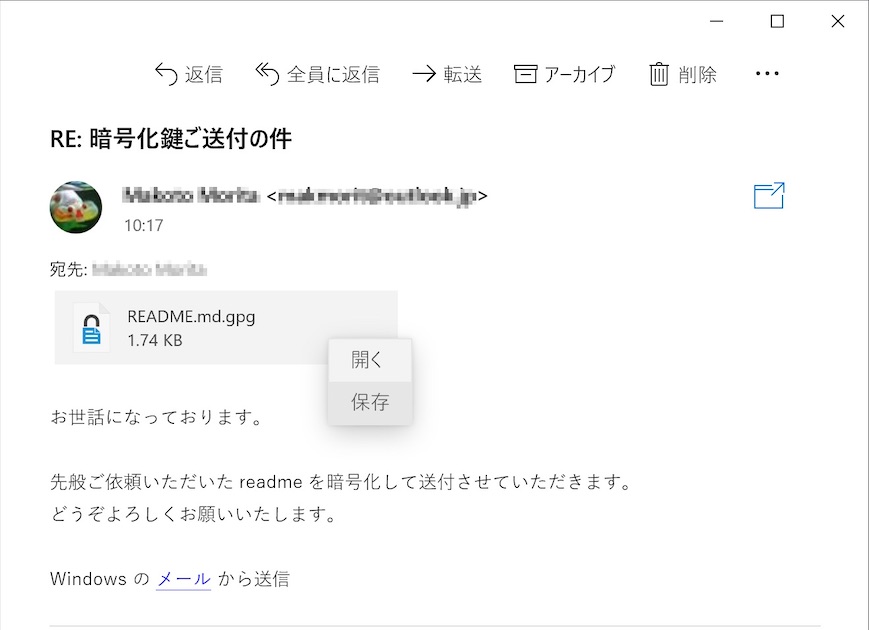 返信 全員に返信 転送 アーカイブ 削除
RE: 暗号化鍵ご送付の件
10:17
宛先:
README.md.gpg
1.74 KB
開く
保存
お世話になっております。
先般ご依頼いただいた readme を暗号化して送付させていただきます。
どうぞよろしくお願いいたします。
Windows の メール から送信